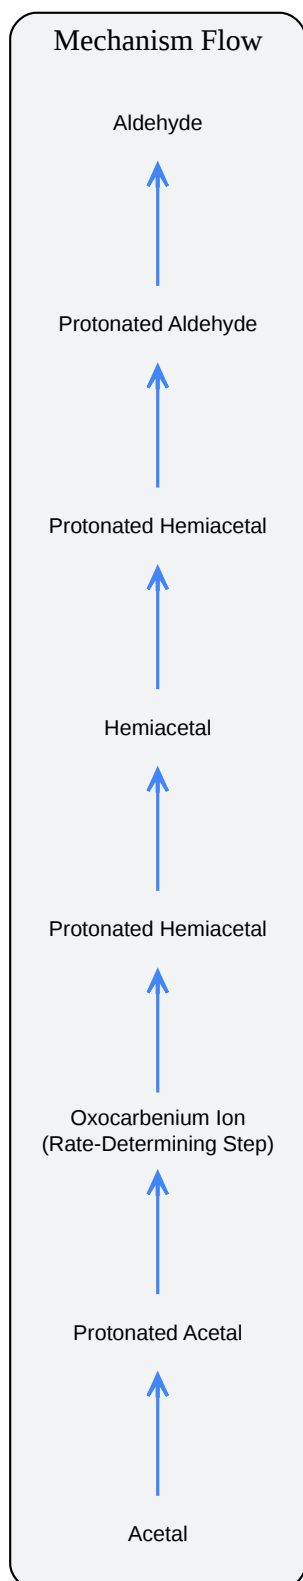 Mechanism Flow
Aldehyde
Protonated Aldehyde
Protonated Hemiacetal
Hemiacetal
Protonated Hemiacetal
Oxocarbenium Ion
(Rate-Determining Step)
Protonated Acetal
Acetal